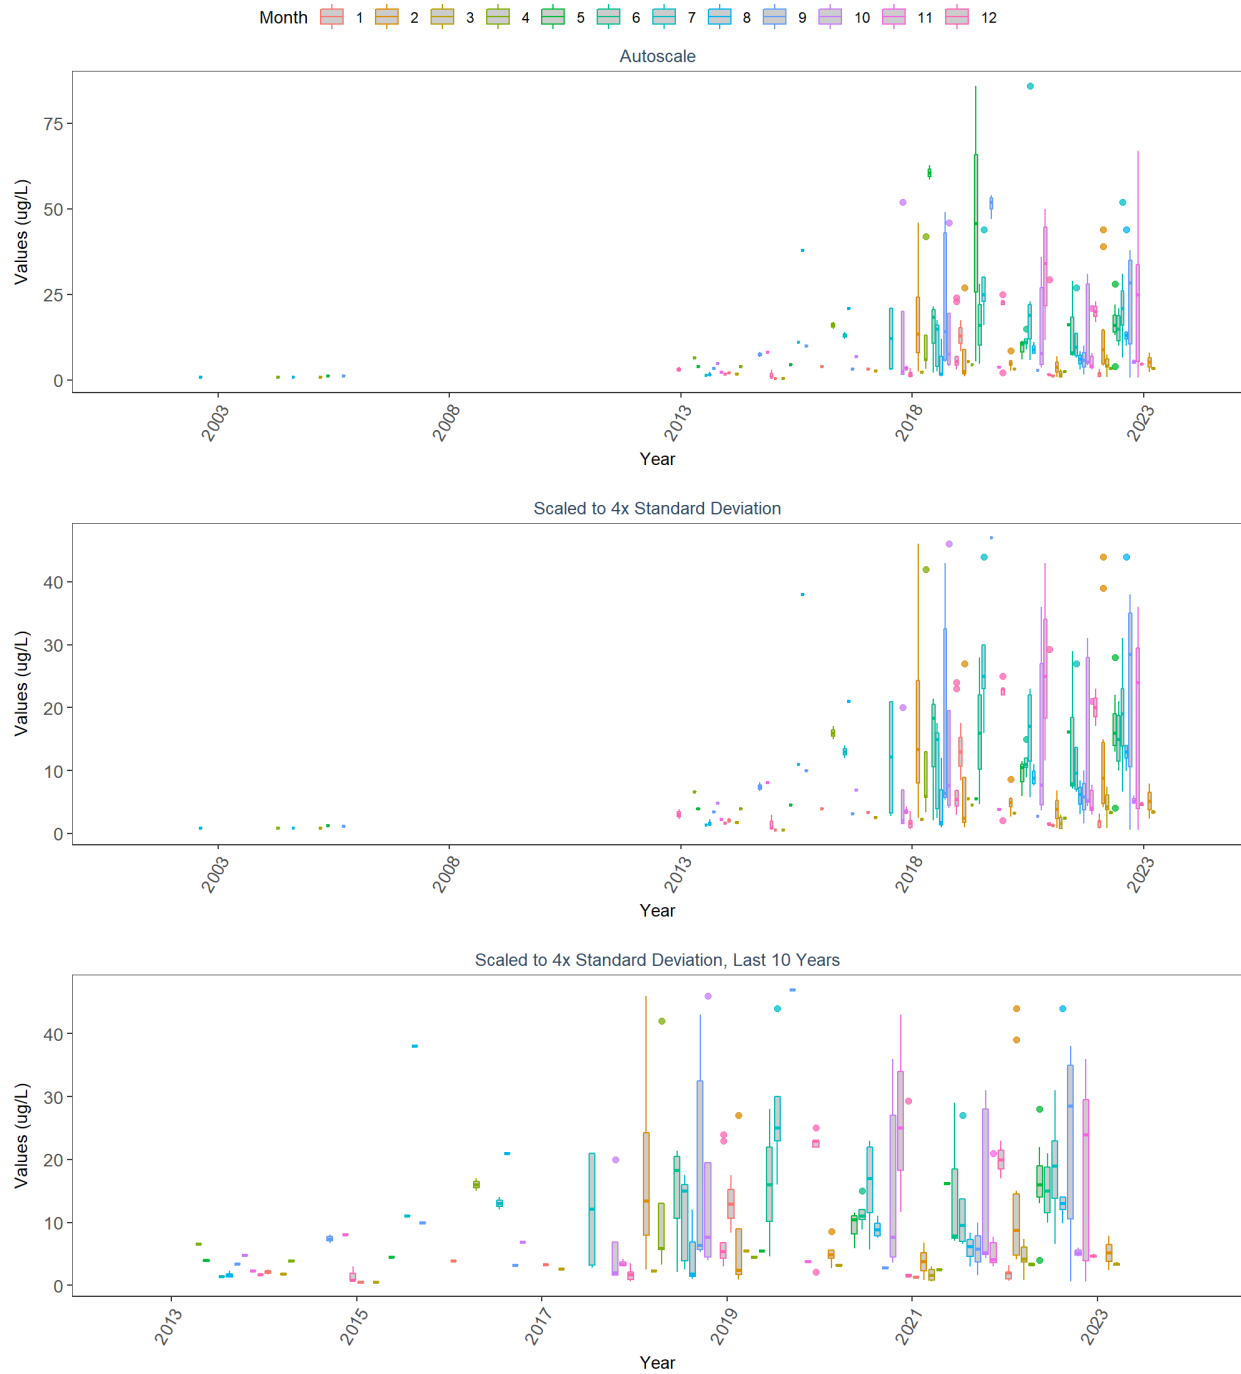 Month 1 2 3 4 5 6 7 8 9 10 11 12
Autoscale
Values (ug/L)
75
50
25
0
2003 2008 2013 2018 2023
Year
Scaled to 4x Standard Deviation
Values (ug/L)
40
30
20
10
0
2003 2008 2013 2018 2023
Year
Scaled to 4x Standard Deviation, Last 10 Years
Values (ug/L)
40
30
20
10
0
2013 2015 2017 2019 2021 2023
Year